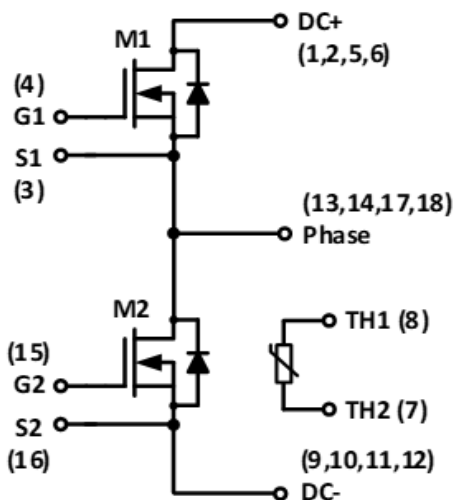 DC+
M1
(1,2,5,6)
(4)
G1
S1
(3)
(13,14,17,18)
Phase
M2
TH1 (8)
(15)
G2
TH2 (7)
S2
(16)
(9,10,11,12)
DC-